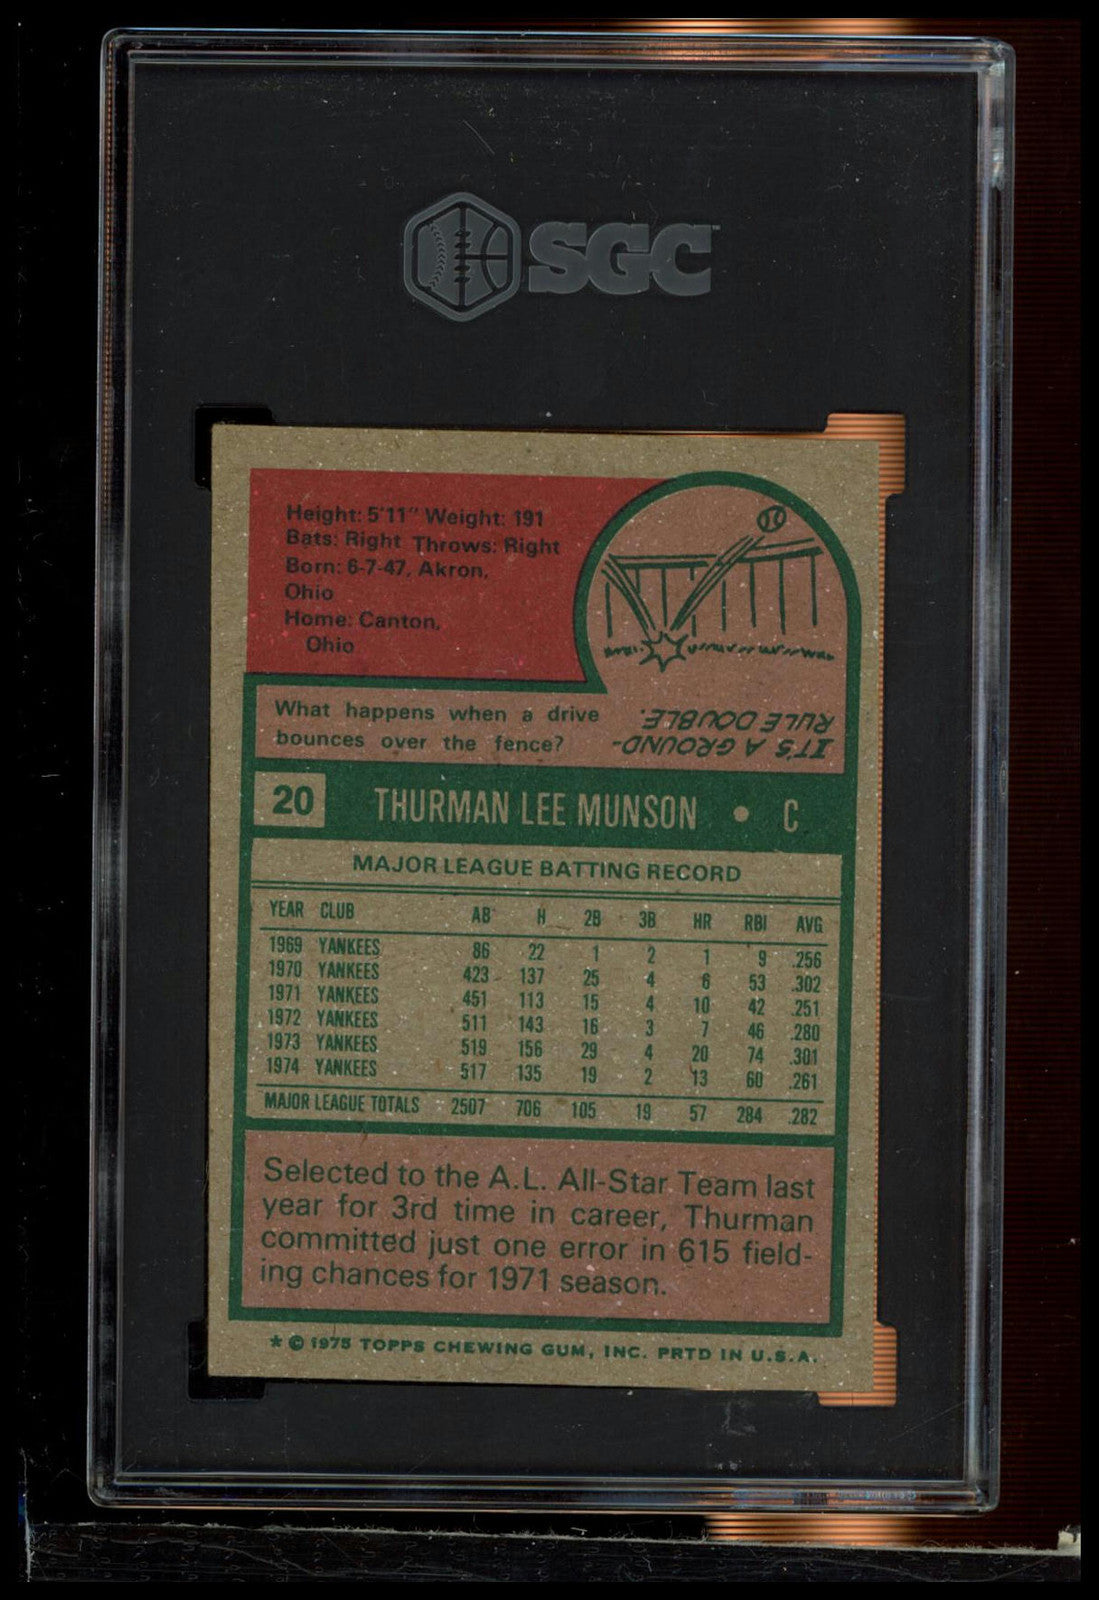 SGC
Height: 5'11" Weight: 191
Bats: Right Throws: Right
Born: 6-7-47, Akron,
Ohio
Home: Canton,
Ohio
What happens when a drive
bounces over the fence?
IT'S A GROUND-
RULE DOUBLE.
20 THURMAN LEE MUNSON • C
MAJOR LEAGUE BATTING RECORD
YEAR CLUB AB H 2B 3B HR RBI AVG
1969 YANKEES 86 22 1 2 1 9 .256
1970 YANKEES 423 137 25 4 6 53 .302
1971 YANKEES 451 113 15 4 10 42 .251
1972 YANKEES 511 143 16 3 7 46 .280
1973 YANKEES 519 156 29 4 20 74 .301
1974 YANKEES 517 135 19 2 13 60 .261
MAJOR LEAGUE TOTALS 2507 706 105 19 57 284 .282
Selected to the A.L. All-Star Team last
year for 3rd time in career, Thurman
committed just one error in 615 field-
ing chances for 1971 season.
* © 1975 TOPPS CHEWING GUM, INC. PRTD IN U.S.A.